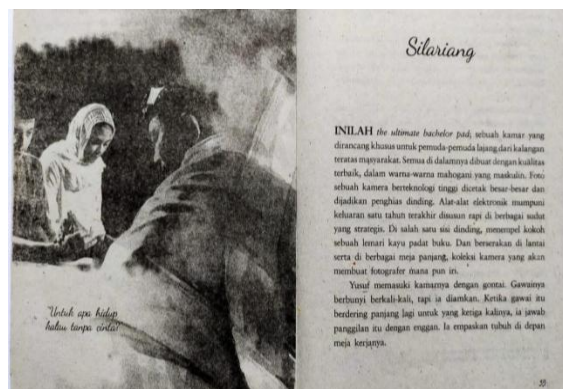 "Untuk apa hidup
kalau tanpa cinta?"
Silariang
INILAH the ultimate bachelor pad, sebuah kamar yang
dirancang khusus untuk pemuda-pemuda lajang dari kalangan
teratas masyarakat. Semua di dalamnya dibuat dengan kualitas
terbaik, dalam warna-warna mahogani yang maskulin. Foto
sebuah kamera berteknologi tinggi dicetak besar-besar dan
dijadikan penghias dinding. Alat-alat elektronik mumpuni
keluaran satu tahun terakhir disusun rapi di berbagai sudut
yang strategis. Di salah satu sisi dinding, menempel kokoh
sebuah lemari kayu padat buku. Dan berserakan di lantai
serta di berbagai meja panjang, koleksi kamera yang akan
membuat fotografer mana pun iri.
Yusuf memasuki kamarnya dengan gontai. Gawainya
berbunyi berkali-kali, tapi ia diamkan. Ketika gawai itu
berdering panjang lagi untuk yang ketiga kalinya, ia jawab
panggilan itu dengan enggan. Ia empaskan tubuh di depan
meja kerjanya.
55